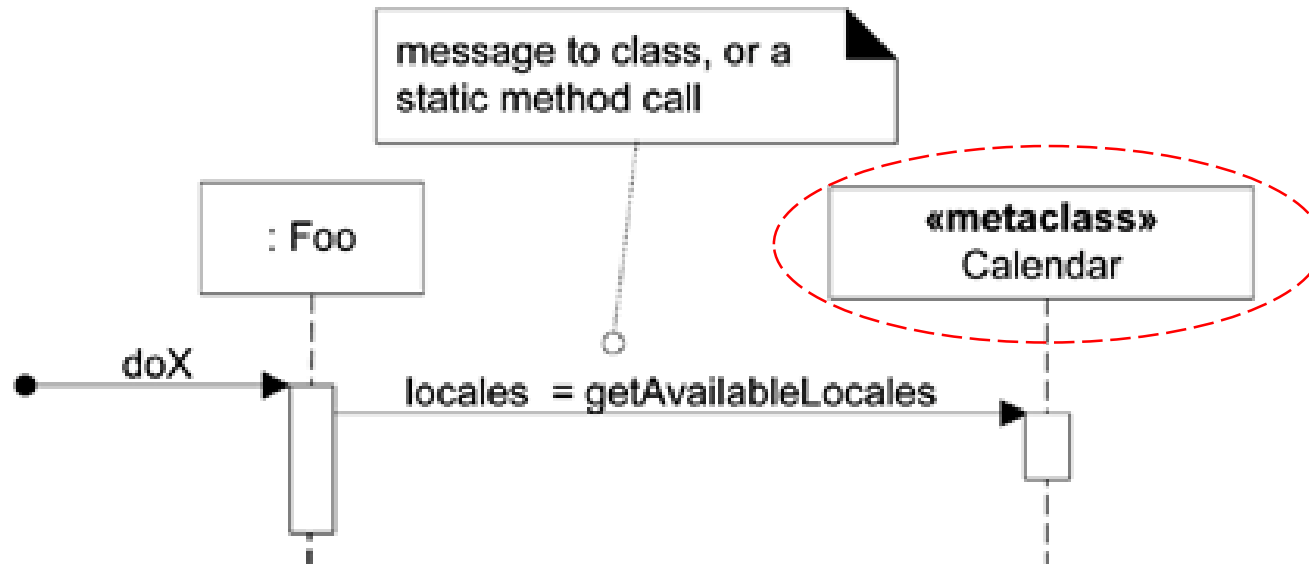 message to class, or a
static method call
: Foo
«metaclass»
Calendar
doX
locales = getAvailableLocales